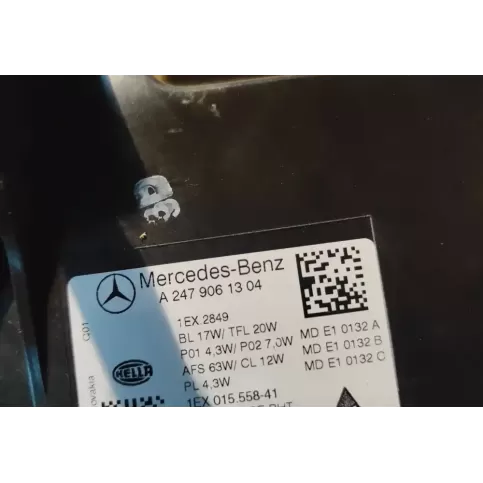 Mercedes-Benz
A 247 906 13 04
G01
1EX.2849
BL 17W/ TFL 20W
P01 4,3W/ P02 7,0W
AFS 63W/ CL 12W
PL 4,3W
MD E1 0132 A
MD E1 0132 B
MD E1 0132 C
HELLA
1EX 015.558-41